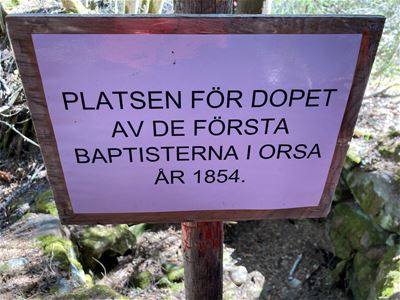 PLATSEN FÖR DOPET
AV DE FÖRSTA
BAPTISTERNA I ORSA
ÅR 1854.